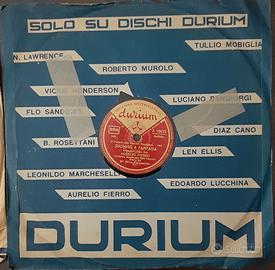 SOLO SU DISCHI DURIUM
TULLIO MOBIGLIA
N. LAWRENCE
ROBERTO MUROLO
VICKIE HENDERSON
LUCIANO SANGIORGI
FLO SANDON'S
DIAZ CANO
B. ROSETTANI
LEN ELLIS
LEONILDO MARCHESELLI
EDOARDO LUCCHINA
AURELIO FIERRO
durium
DURIUM
subito